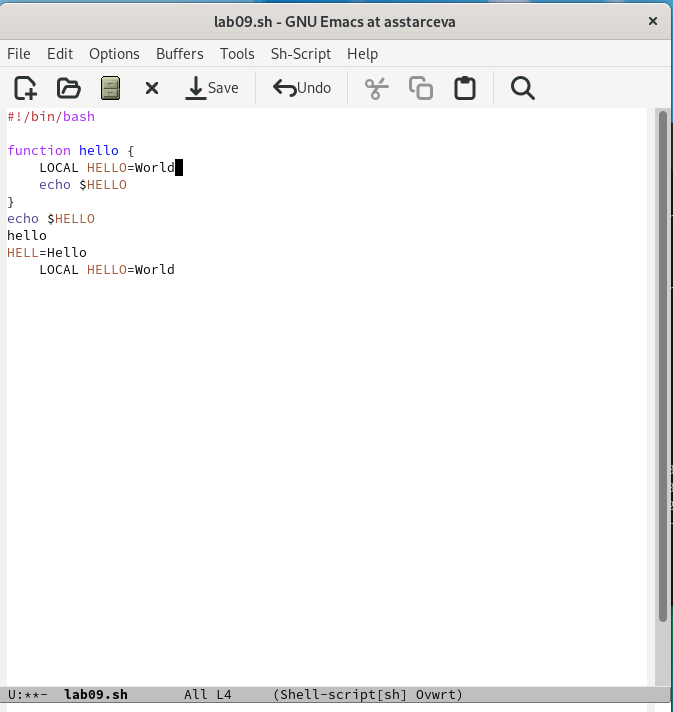 lab09.sh - GNU Emacs at asstarceva ×
File Edit Options Buffers Tools Sh-Script Help
Save Undo
#!/bin/bash
function hello {
    LOCAL HELLO=World
    echo $HELLO
}
echo $HELLO
hello
HELL=Hello
    LOCAL HELLO=World
U:**-  lab09.sh       All L4     (Shell-script[sh] Ovwrt)